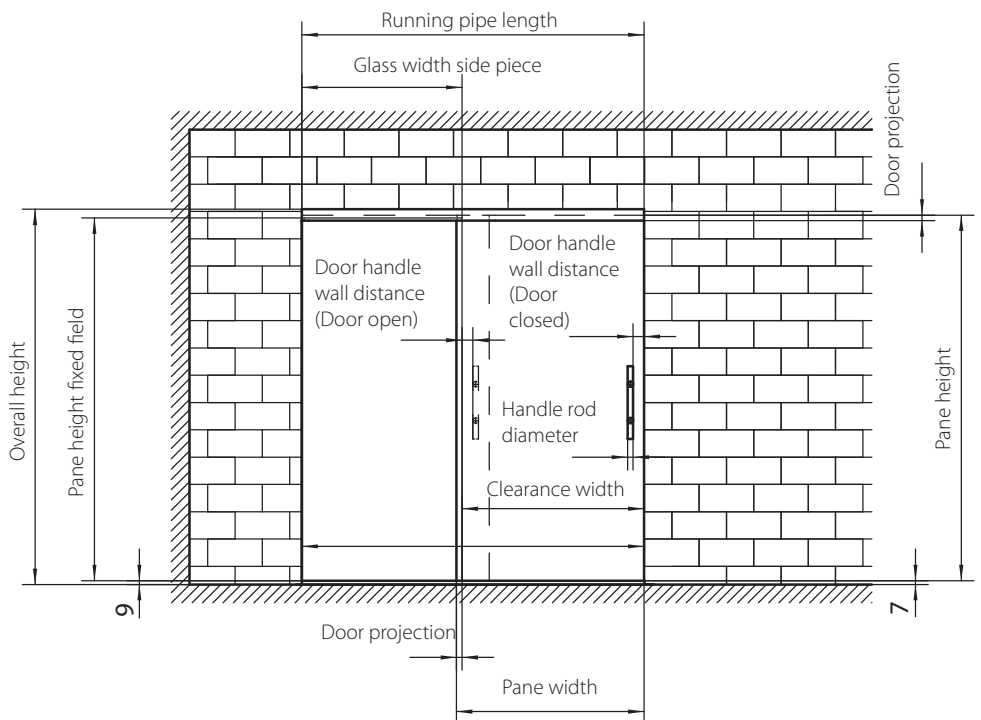 Running pipe length
Glass width side piece
Door projection
Door handle
wall distance
(Door open)
Door handle
wall distance
(Door
closed)
Overall height
Pane height fixed field
Pane height
Handle rod
diameter
Clearance width
9
7
Door projection
Pane width